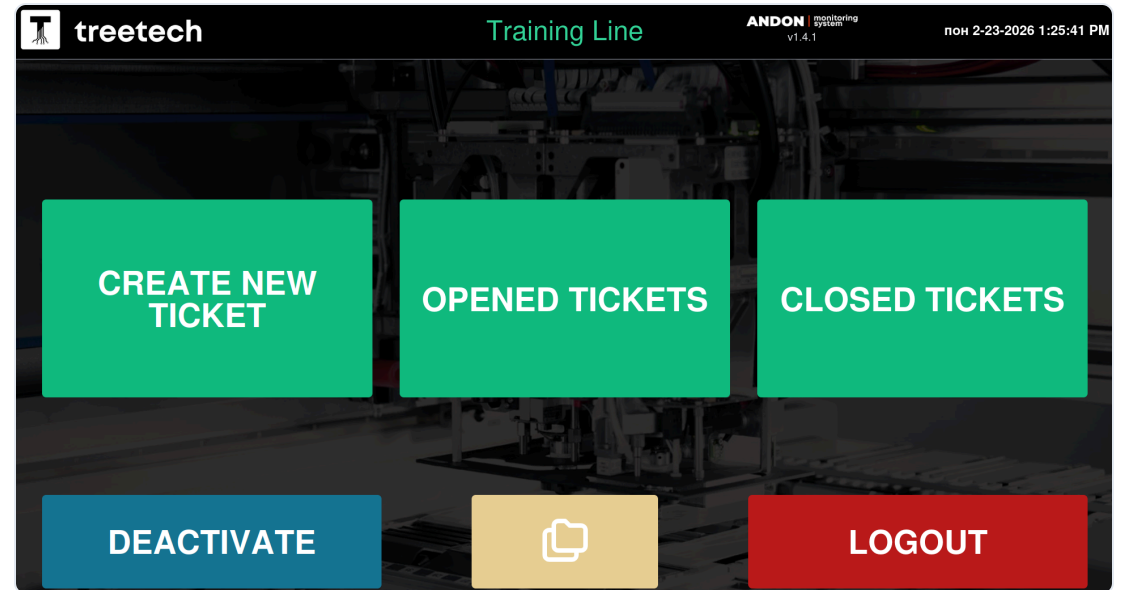 treetech
Training Line
ANDON | monitoring system
v1.4.1
пон 2-23-2026 1:25:41 PM
CREATE NEW
TICKET
OPENED TICKETS
CLOSED TICKETS
DEACTIVATE
LOGOUT